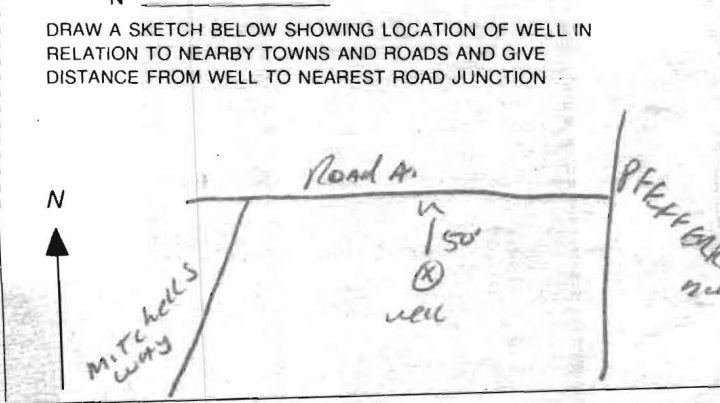 N
DRAW A SKETCH BELOW SHOWING LOCATION OF WELL IN
RELATION TO NEARBY TOWNS AND ROADS AND GIVE
DISTANCE FROM WELL TO NEAREST ROAD JUNCTION
Road A.
N
50'
X
well
Mitchells
way